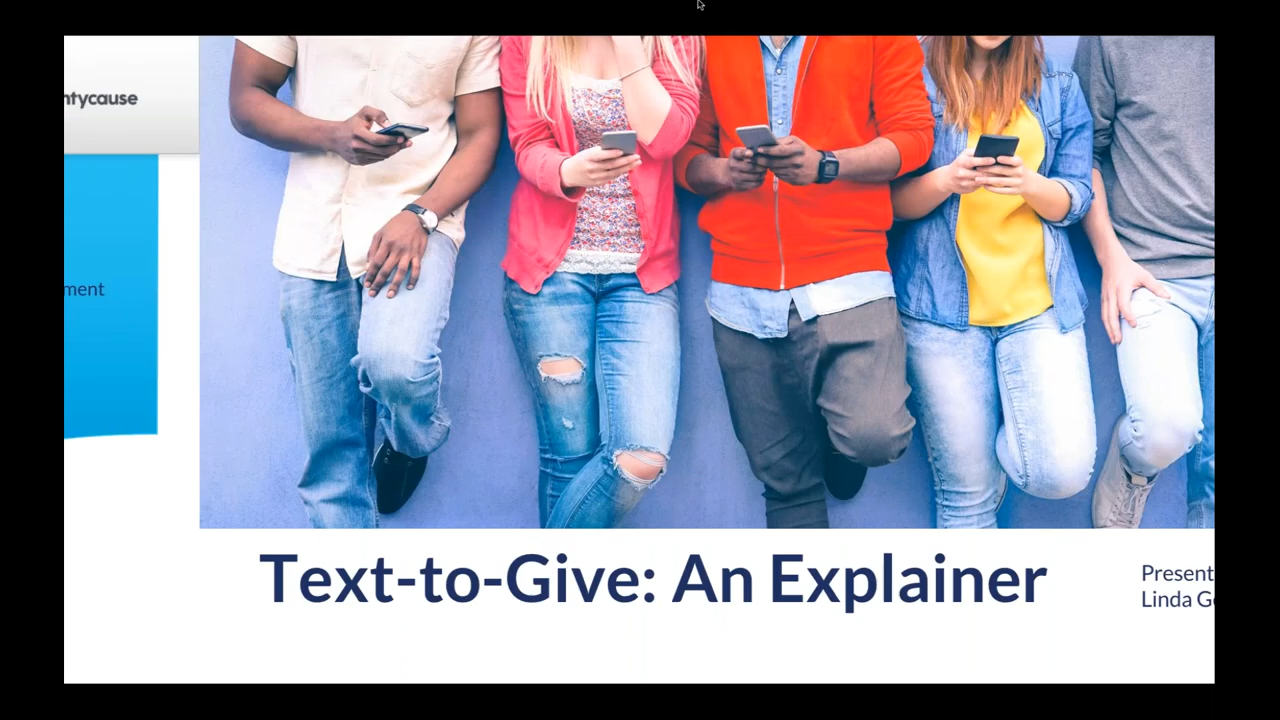 ntycause
ment
Text-to-Give: An Explainer
Present
Linda G